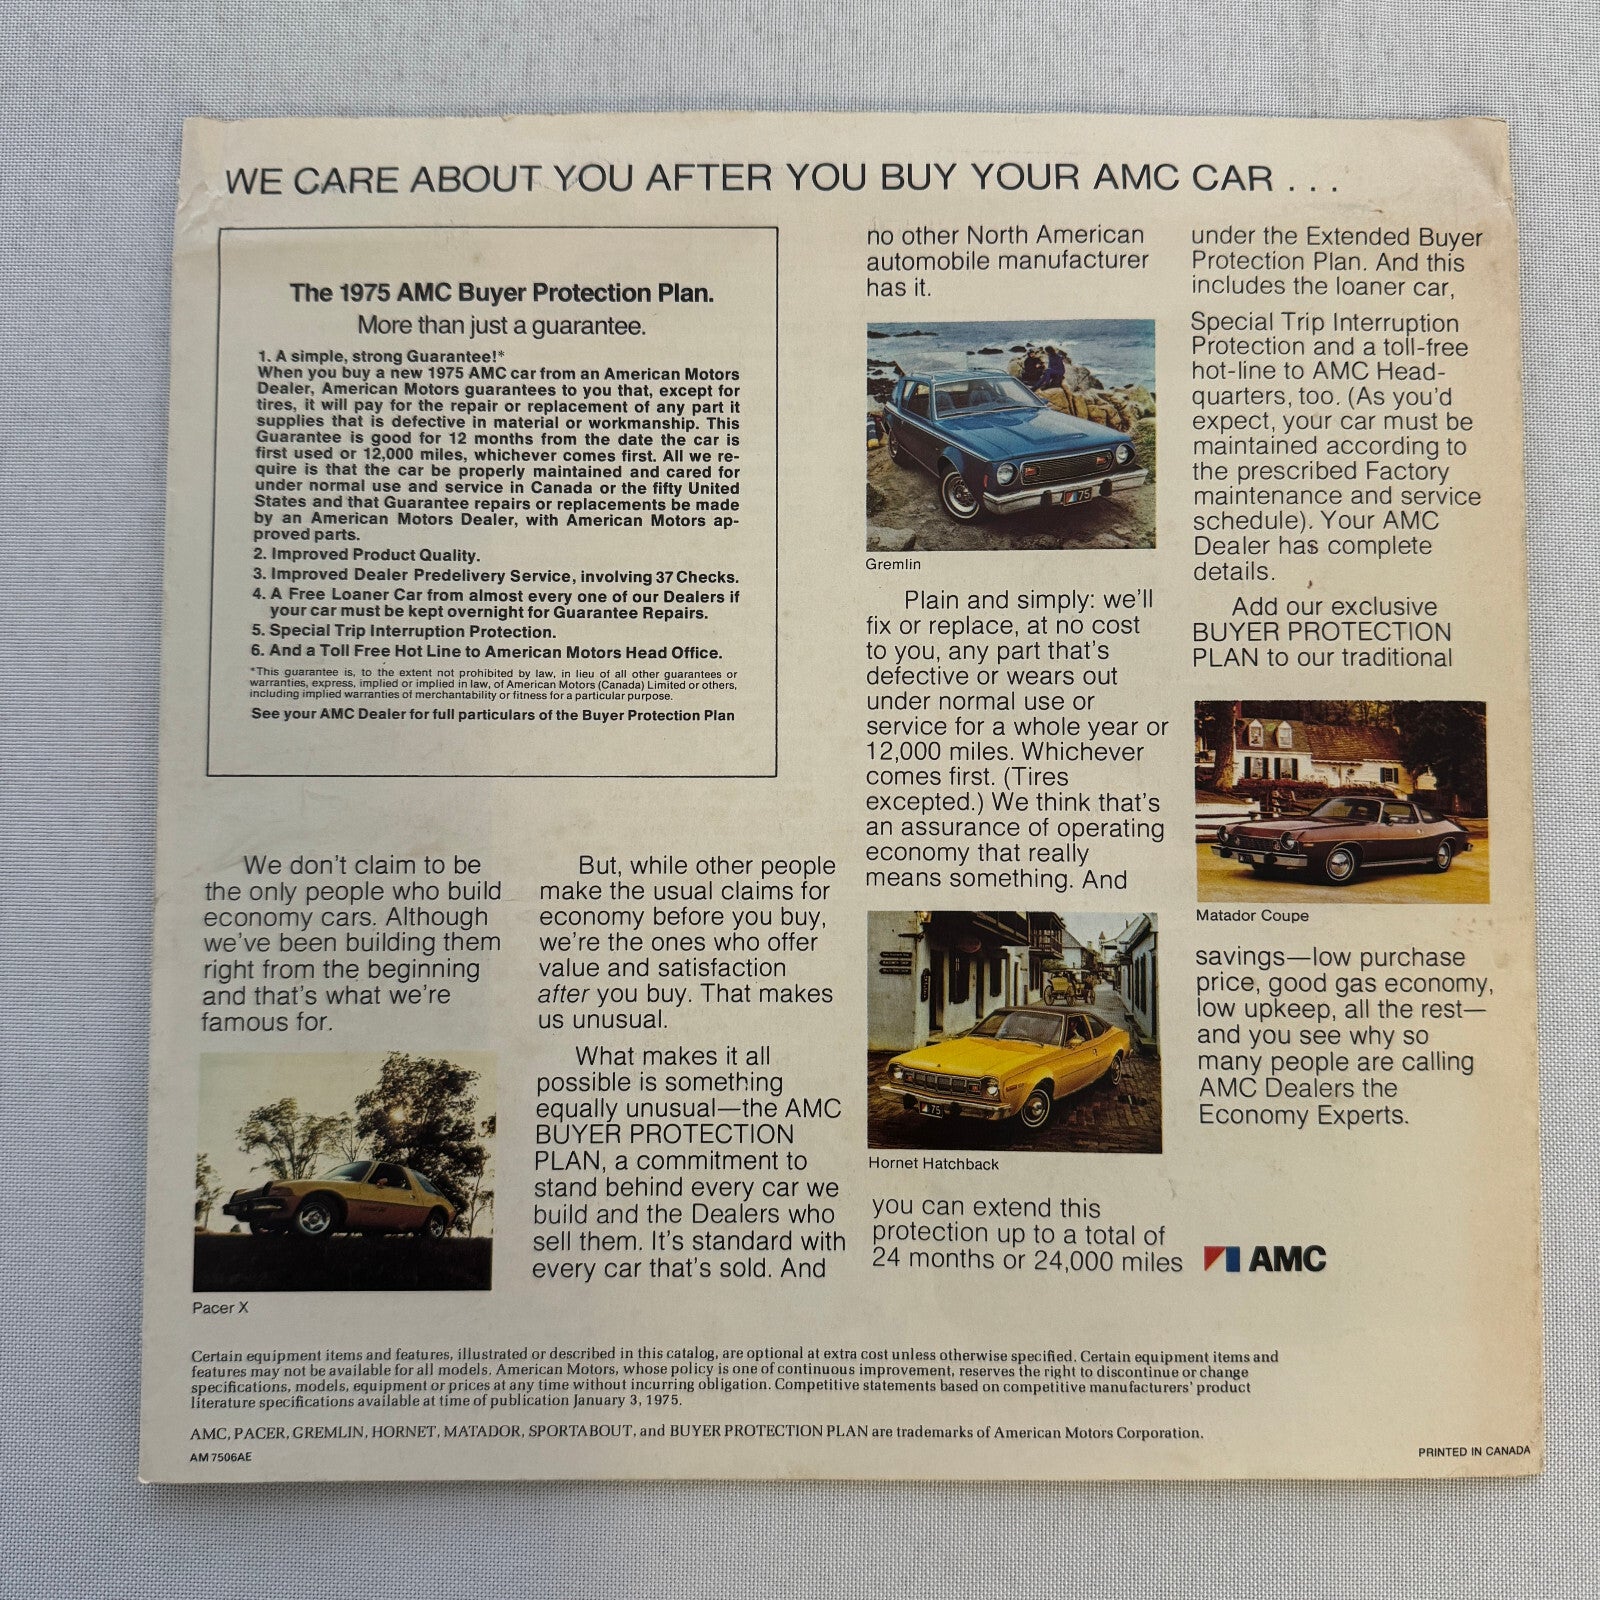 WE CARE ABOUT YOU AFTER YOU BUY YOUR AMC CAR . . .
The 1975 AMC Buyer Protection Plan.
More than just a guarantee.
1. A simple, strong Guarantee!*
When you buy a new 1975 AMC car from an American Motors
Dealer, American Motors guarantees to you that, except for
tires, it will pay for the repair or replacement of any part it
supplies that is defective in material or workmanship. This
Guarantee is good for 12 months from the date the car is
first used or 12,000 miles, whichever comes first. All we re-
quire is that the car be properly maintained and cared for
under normal use and service in Canada or the fifty United
States and that Guarantee repairs or replacements be made
by an American Motors Dealer, with American Motors ap-
proved parts.
2. Improved Product Quality.
3. Improved Dealer Predelivery Service, involving 37 Checks.
4. A Free Loaner Car from almost every one of our Dealers if
your car must be kept overnight for Guarantee Repairs.
5. Special Trip Interruption Protection.
6. And a Toll Free Hot Line to American Motors Head Office.
*This guarantee is, to the extent not prohibited by law, in lieu of all other guarantees or
warranties, express, implied or implied in law, of American Motors (Canada) Limited or others,
including implied warranties of merchantability or fitness for a particular purpose.
See your AMC Dealer for full particulars of the Buyer Protection Plan
We don't claim to be
the only people who build
economy cars. Although
we've been building them
right from the beginning
and that's what we're
famous for.
Pacer X
But, while other people
make the usual claims for
economy before you buy,
we're the ones who offer
value and satisfaction
after you buy. That makes
us unusual.
What makes it all
possible is something
equally unusual—the AMC
BUYER PROTECTION
PLAN, a commitment to
stand behind every car we
build and the Dealers who
sell them. It's standard with
every car that's sold. And
no other North American
automobile manufacturer
has it.
75
Gremlin
Plain and simply: we'll
fix or replace, at no cost
to you, any part that's
defective or wears out
under normal use or
service for a whole year or
12,000 miles. Whichever
comes first. (Tires
excepted.) We think that's
an assurance of operating
economy that really
means something. And
75
Hornet Hatchback
you can extend this
protection up to a total of
24 months or 24,000 miles
under the Extended Buyer
Protection Plan. And this
includes the loaner car,
Special Trip Interruption
Protection and a toll-free
hot-line to AMC Head-
quarters, too. (As you'd
expect, your car must be
maintained according to
the prescribed Factory
maintenance and service
schedule). Your AMC
Dealer has complete
details.
Add our exclusive
BUYER PROTECTION
PLAN to our traditional
Matador Coupe
savings—low purchase
price, good gas economy,
low upkeep, all the rest—
and you see why so
many people are calling
AMC Dealers the
Economy Experts.
AMC
Certain equipment items and features, illustrated or described in this catalog, are optional at extra cost unless otherwise specified. Certain equipment items and
features may not be available for all models. American Motors, whose policy is one of continuous improvement, reserves the right to discontinue or change
specifications, models, equipment or prices at any time without incurring obligation. Competitive statements based on competitive manufacturers' product
literature specifications available at time of publication January 3, 1975.
AMC, PACER, GREMLIN, HORNET, MATADOR, SPORTABOUT, and BUYER PROTECTION PLAN are trademarks of American Motors Corporation.
AM 7506AE
PRINTED IN CANADA